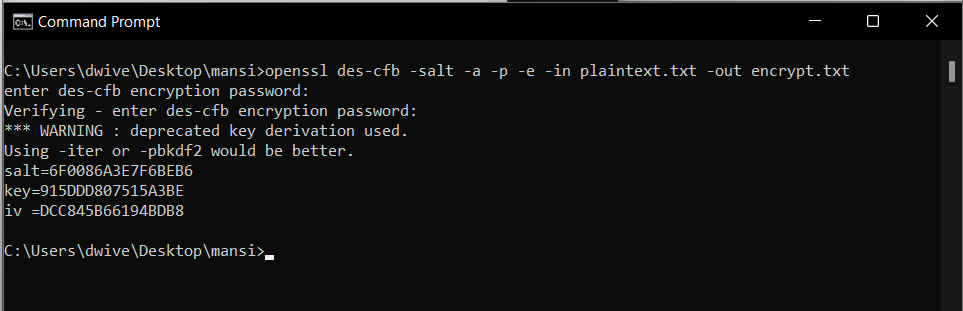 Command Prompt
C:\Users\dwive\Desktop\mansi>openssl des-cfb -salt -a -p -e -in plaintext.txt -out encrypt.txt
enter des-cfb encryption password:
Verifying - enter des-cfb encryption password:
*** WARNING : deprecated key derivation used.
Using -iter or -pbkdf2 would be better.
salt=6F0086A3E7F6BEB6
key=915DDD807515A3BE
iv =DCC845B66194BDB8
C:\Users\dwive\Desktop\mansi>